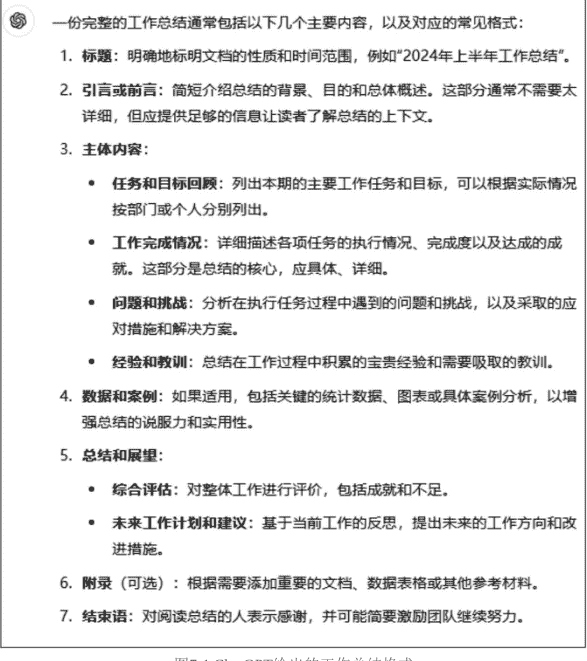 一份完整的工作总结通常包括以下几个主要内容，以及对应的常见格式：
1. 标题：明确地标明文档的性质和时间范围，例如“2024年上半年工作总结”。
2. 引言或前言：简短介绍总结的背景、目的和总体概述。这部分通常不需要太
详细，但应提供足够的信息让读者了解总结的上下文。
3. 主体内容：
• 任务和目标回顾：列出本期的主要工作任务和目标，可以根据实际情况
按部门或个人分别列出。
• 工作完成情况：详细描述各项任务的执行情况、完成度以及达成的成
就。这部分是总结的核心，应具体、详细。
• 问题和挑战：分析在执行任务过程中遇到的问题和挑战，以及采取的应
对措施和解决方案。
• 经验和教训：总结在工作过程中积累的宝贵经验和需要吸取的教训。
4. 数据和案例：如果适用，包括关键的统计数据、图表或具体案例分析，以增
强总结的说服力和实用性。
5. 总结和展望：
• 综合评估：对整体工作进行评价，包括成就和不足。
• 未来工作计划和建议：基于当前工作的反思，提出未来的工作方向和改
进措施。
6. 附录（可选）：根据需要添加重要的文档、数据表格或其他参考材料。
7. 结束语：对阅读总结的人表示感谢，并可能简要激励团队继续努力。